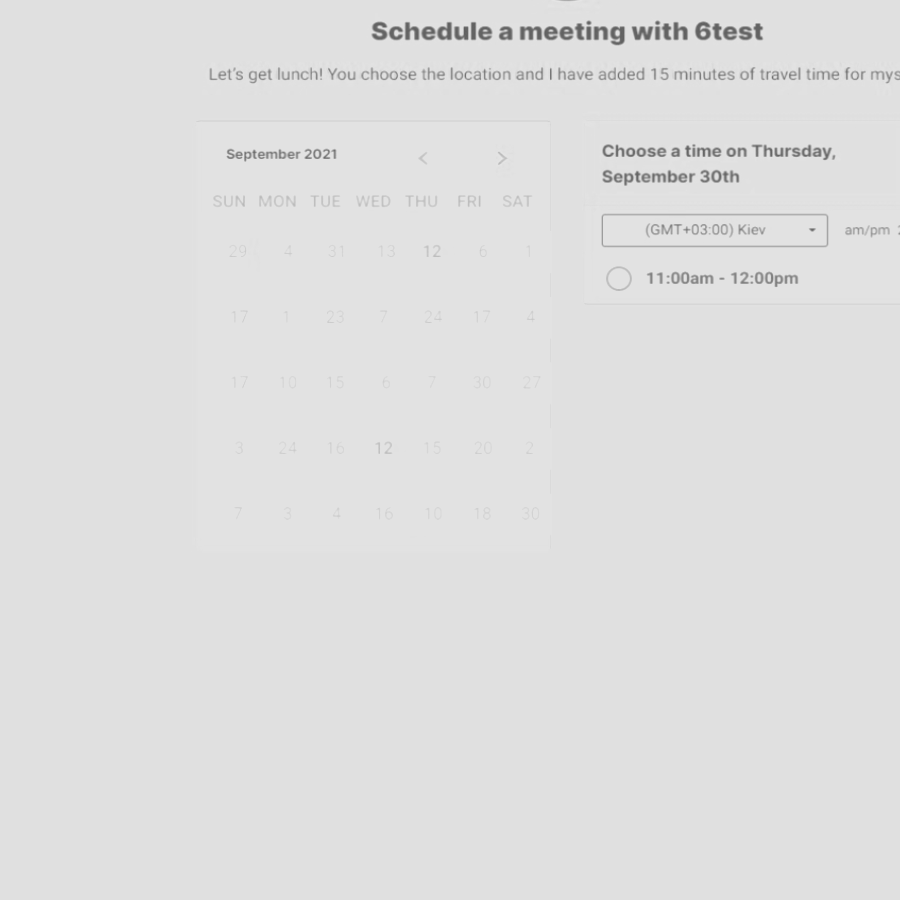 Schedule a meeting with 6test
Let's get lunch! You choose the location and I have added 15 minutes of travel time for mys
September 2021
SUN MON TUE WED THU FRI SAT
29 4 31 13 12 6 1
17 1 23 7 24 17 4
17 10 15 6 7 30 27
3 24 16 12 15 20 2
7 3 4 16 10 18 30
Choose a time on Thursday,
September 30th
(GMT+03:00) Kiev am/pm
11:00am - 12:00pm